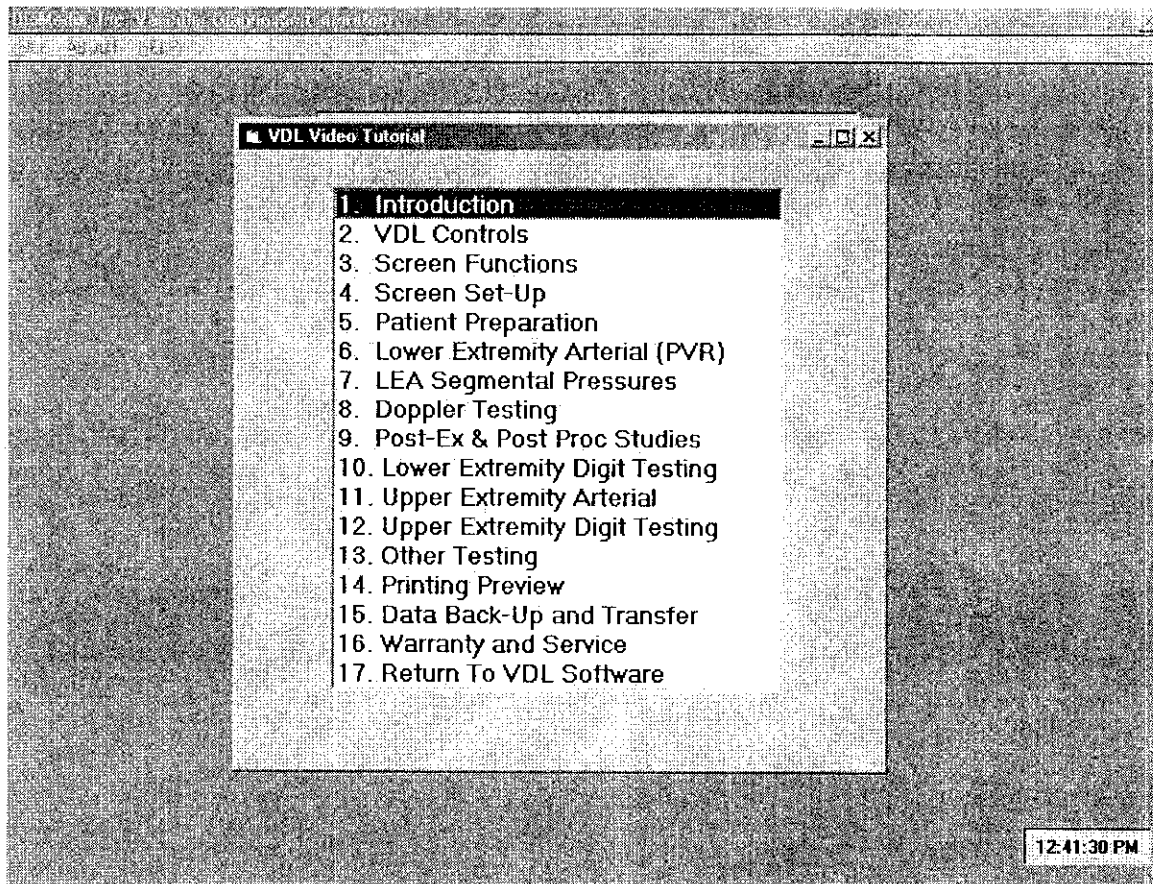 VDL Video Tutorial
1. Introduction
2. VDL Controls
3. Screen Functions
4. Screen Set-Up
5. Patient Preparation
6. Lower Extremity Arterial (PVR)
7. LEA Segmental Pressures
8. Doppler Testing
9. Post-Ex & Post Proc Studies
10. Lower Extremity Digit Testing
11. Upper Extremity Arterial
12. Upper Extremity Digit Testing
13. Other Testing
14. Printing Preview
15. Data Back-Up and Transfer
16. Warranty and Service
17. Return To VDL Software
12:41:30 PM